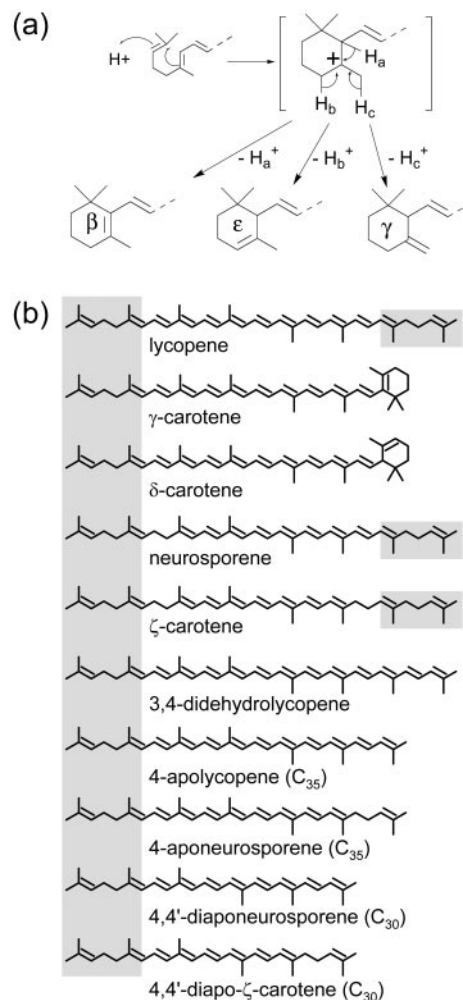 (a)
H+
+
Ha
Hb
Hc
- Ha+
- Hb+
- Hc+
β
ε
γ
(b)
lycopene
γ-carotene
δ-carotene
neurosporene
ζ-carotene
3,4-didehydrolycopene
4-apolycopene (C35)
4-aponeurosporene (C35)
4,4'-diaponeurosporene (C30)
4,4'-diapo-ζ-carotene (C30)